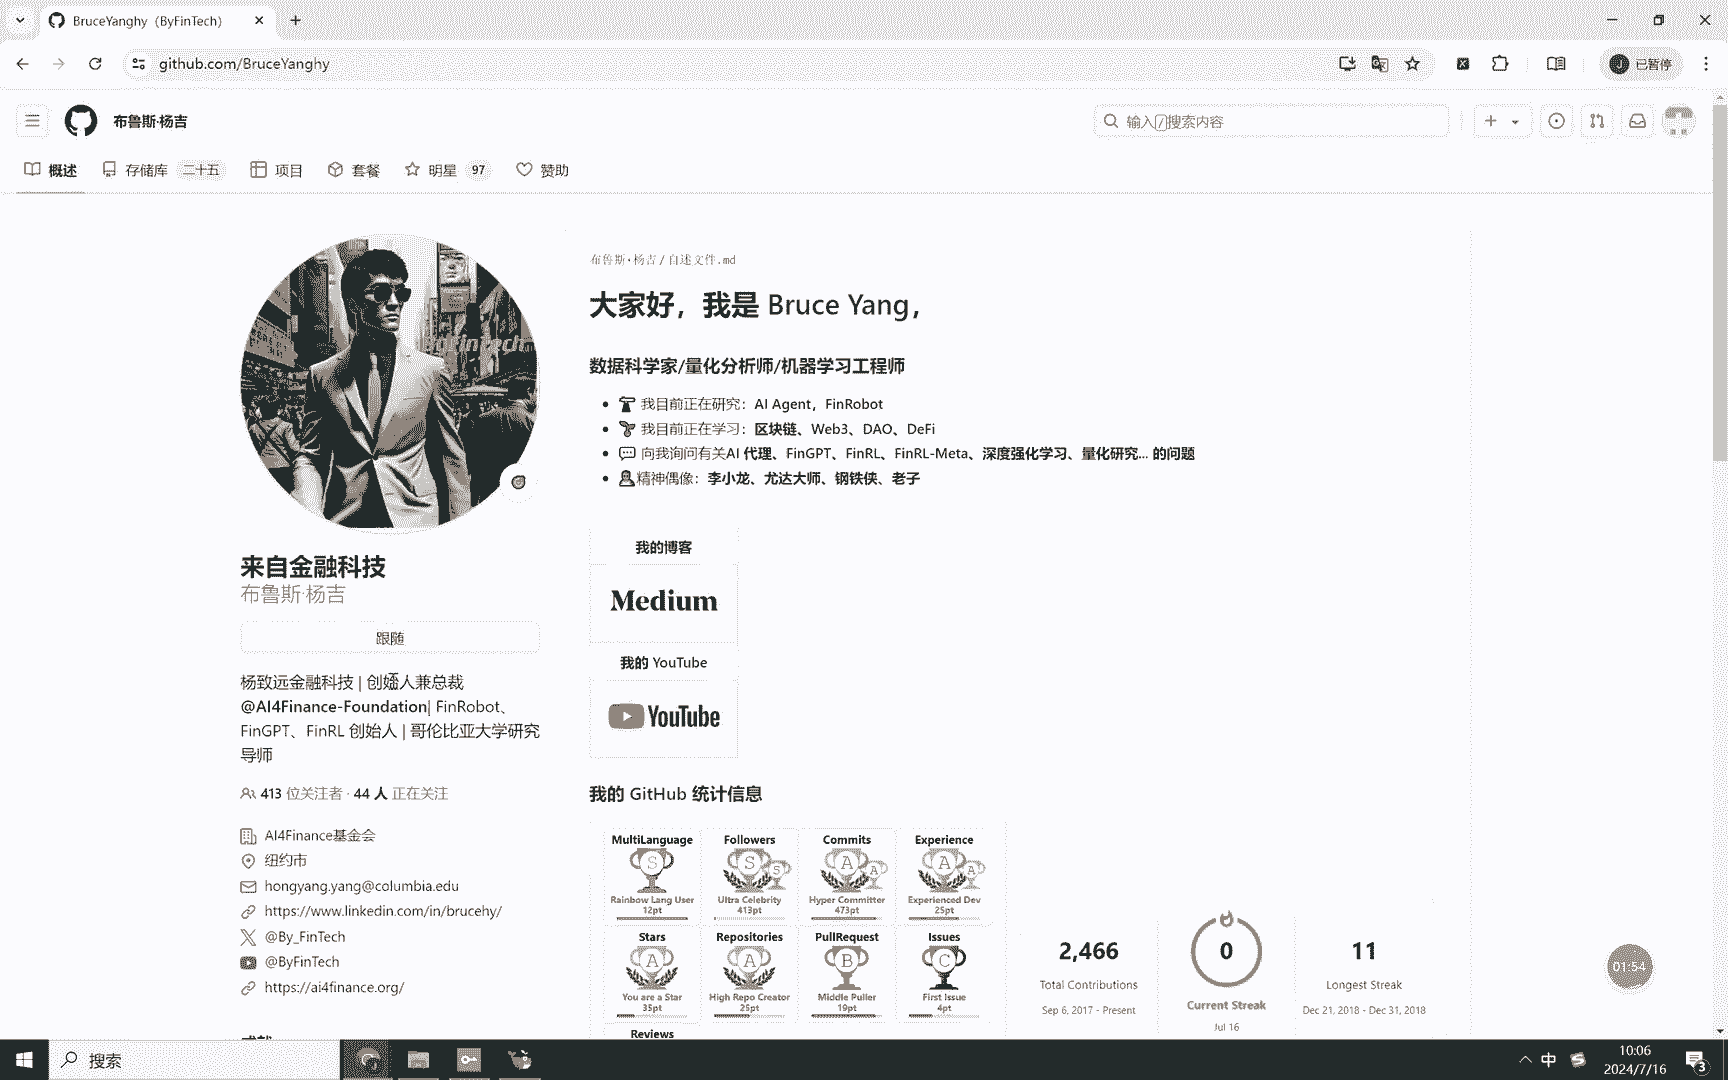 BruceYanghy（ByFinTech）
github.com/BruceYanghy
已暂停
布鲁斯·杨吉
输入/搜索内容
概述
存储库 二十五
项目
套餐
明星 97
赞助
布鲁斯·杨吉 / 自述文件.md
大家好，我是 Bruce Yang，
数据科学家/量化分析师/机器学习工程师
我目前正在研究：AI Agent，FinRobot
我目前正在学习：区块链、Web3、DAO、DeFi
向我询问有关AI 代理、FinGPT、FinRL、FinRL-Meta、深度强化学习、量化研究... 的问题
精神偶像：李小龙、尤达大师、钢铁侠、老子
我的博客
Medium
我的 YouTube
YouTube
来自金融科技
布鲁斯·杨吉
跟随
杨致远金融科技 | 创始人兼总裁
@AI4Finance-Foundation| FinRobot、
FinGPT、FinRL 创始人 | 哥伦比亚大学研究
导师
413 位关注者 · 44 人 正在关注
AI4Finance基金会
纽约市
hongyang.yang@columbia.edu
https://www.linkedin.com/in/brucehy/
@By_FinTech
@ByFinTech
https://ai4finance.org/
我的 GitHub 统计信息
MultiLanguage
S
Rainbow Lang User
12pt
Followers
S
S
Ultra Celebrity
413pt
Commits
A
A
Hyper Committer
473pt
Experience
A
A
Experienced Dev
25pt
Stars
A
You are a Star
35pt
Repositories
A
High Repo Creator
25pt
PullRequest
B
Middle Puller
19pt
Issues
C
First Issue
4pt
Reviews
2,466
Total Contributions
Sep 6, 2017 - Present
0
Current Streak
Jul 16
11
Longest Streak
Dec 21, 2018 - Dec 31, 2018
01:54
搜索
中
10:06
2024/7/16
3